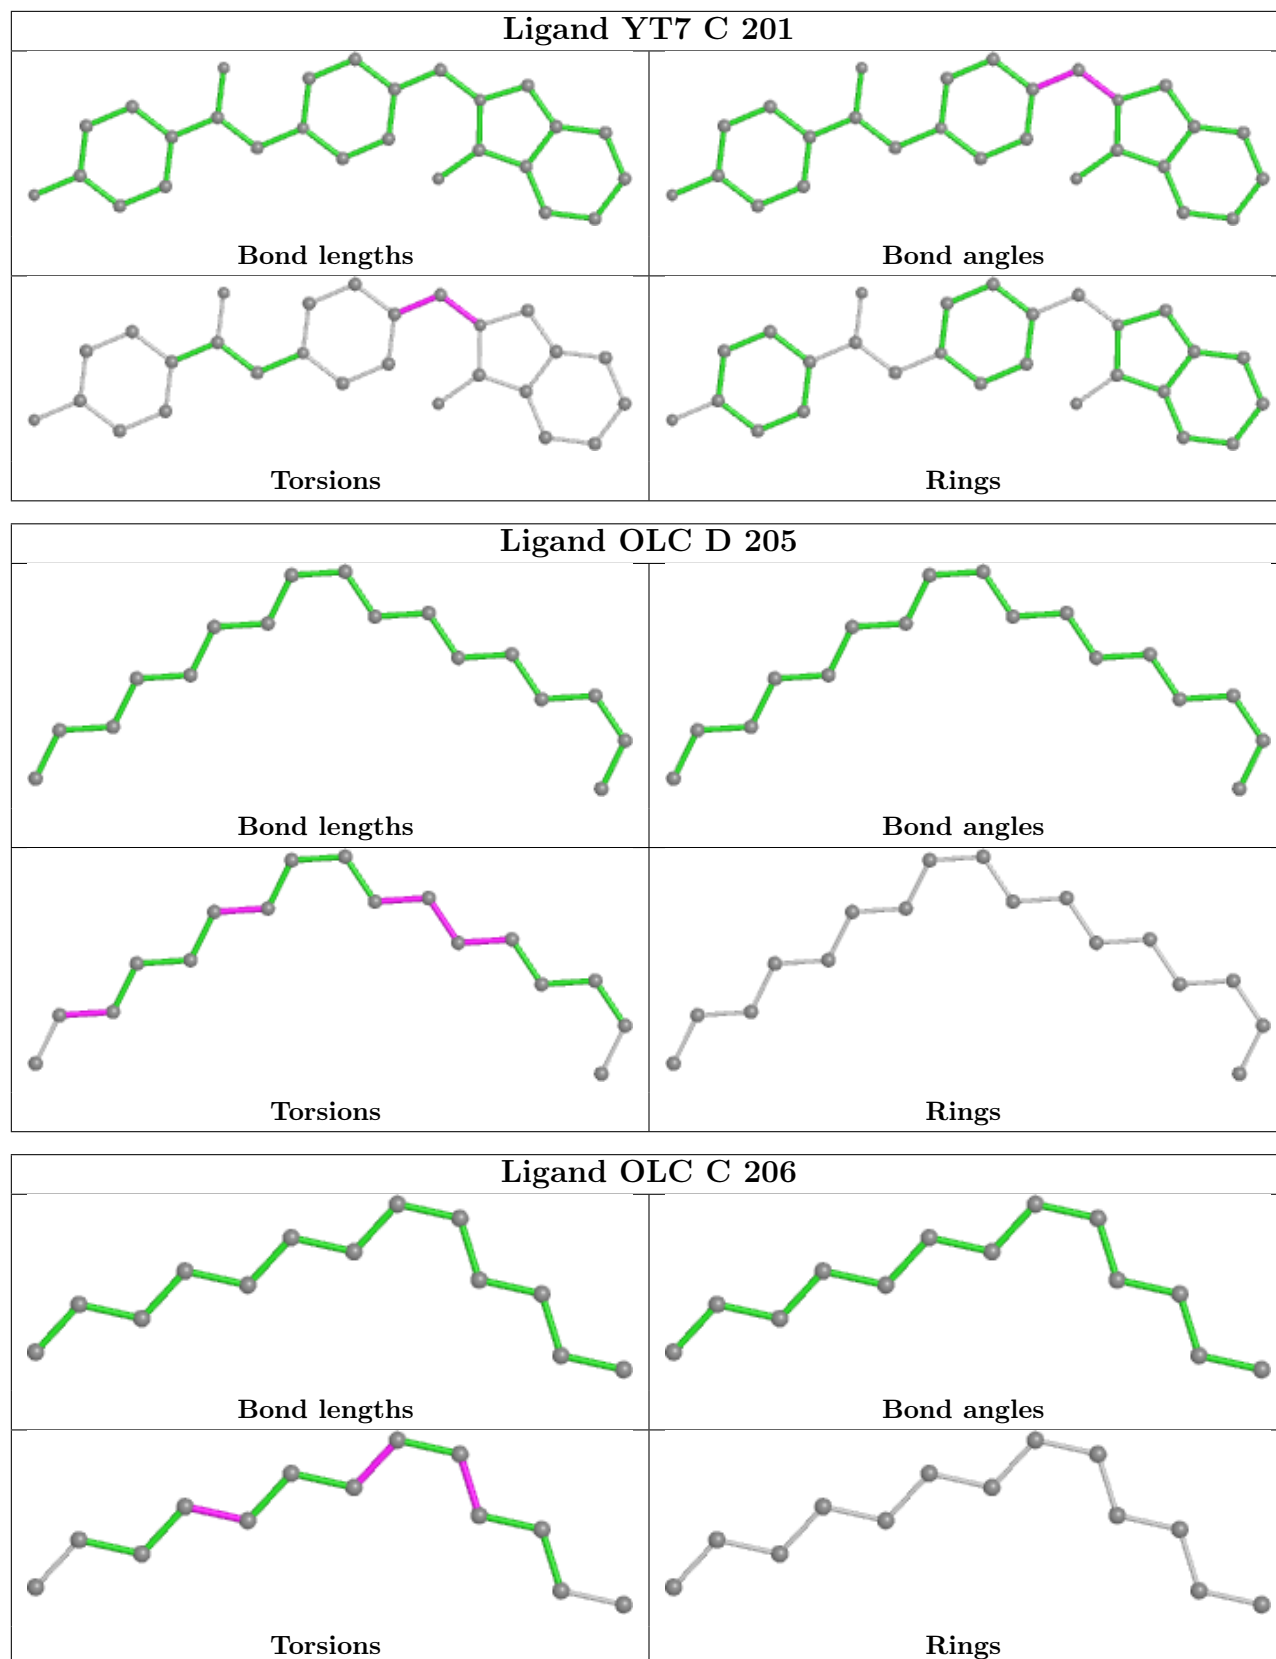 Ligand YT7 C 201
Bond lengths
Bond angles
Torsions
Rings
Ligand OLC D 205
Bond lengths
Bond angles
Torsions
Rings
Ligand OLC C 206
Bond lengths
Bond angles
Torsions
Rings